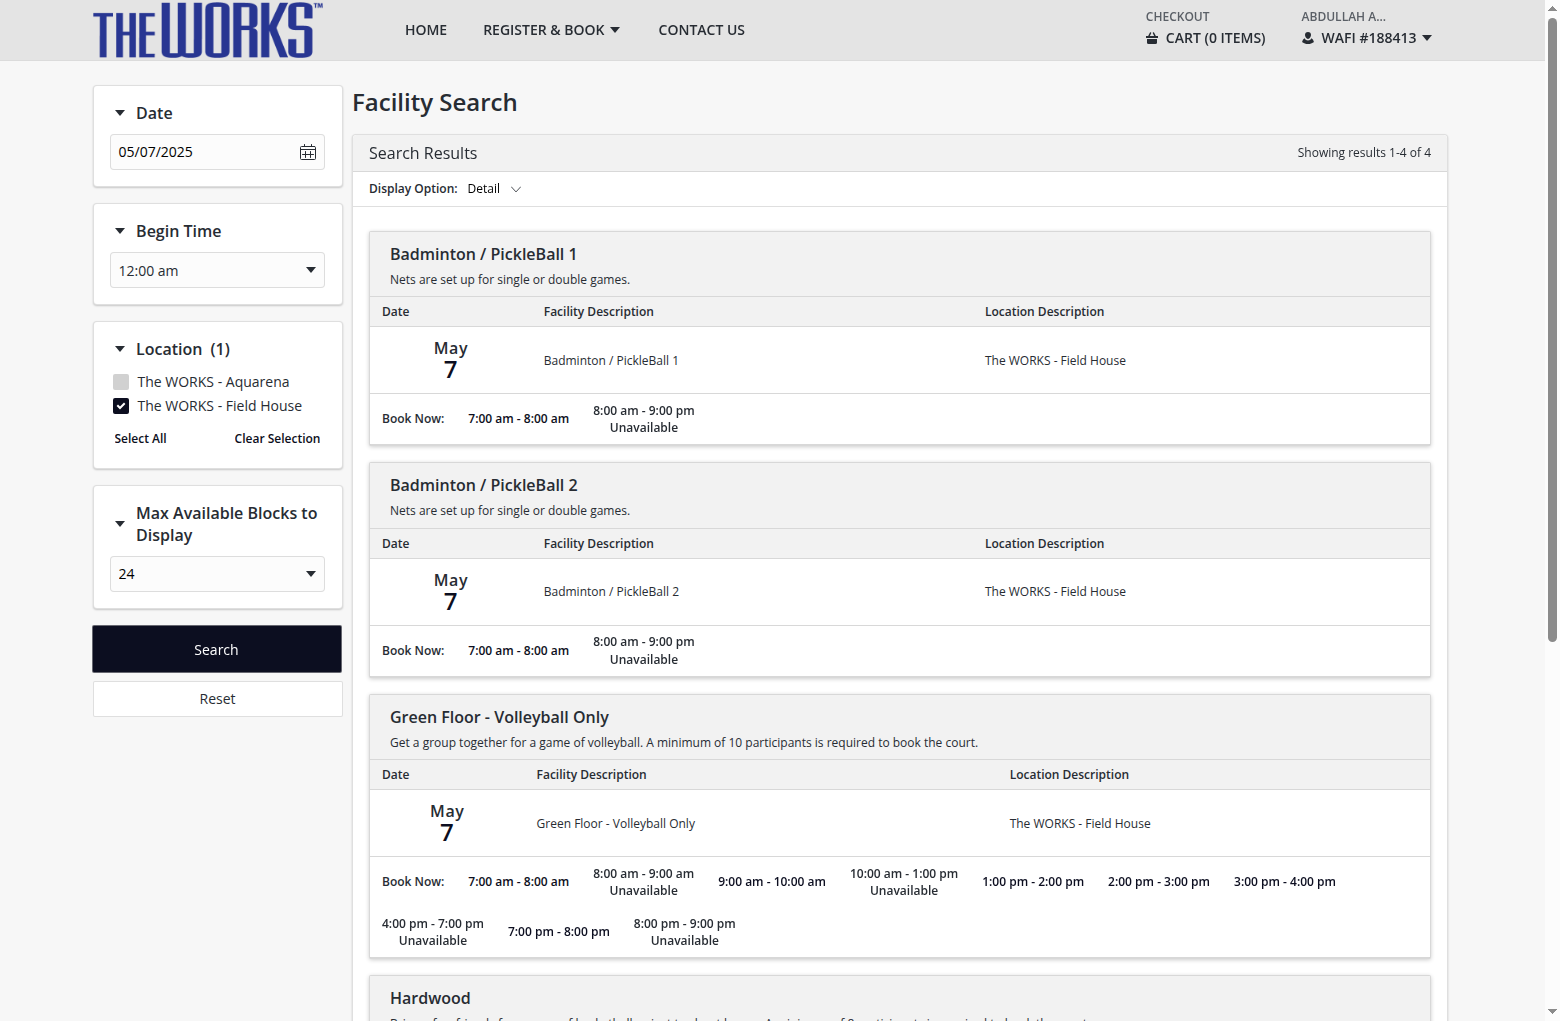 THEWORKS™
HOME
REGISTER & BOOK
CONTACT US
CHECKOUT
CART (0 ITEMS)
ABDULLAH A...
WAFI #188413
Date
05/07/2025
Begin Time
12:00 am
Location (1)
The WORKS - Aquarena
The WORKS - Field House
Select All
Clear Selection
Max Available Blocks to
Display
24
Search
Reset
Facility Search
Search Results
Showing results 1-4 of 4
Display Option: Detail
Badminton / PickleBall 1
Nets are set up for single or double games.
Date
Facility Description
Location Description
May
7
Badminton / PickleBall 1
The WORKS - Field House
Book Now:
7:00 am - 8:00 am
8:00 am - 9:00 pm
Unavailable
Badminton / PickleBall 2
Nets are set up for single or double games.
Date
Facility Description
Location Description
May
7
Badminton / PickleBall 2
The WORKS - Field House
Book Now:
7:00 am - 8:00 am
8:00 am - 9:00 pm
Unavailable
Green Floor - Volleyball Only
Get a group together for a game of volleyball. A minimum of 10 participants is required to book the court.
Date
Facility Description
Location Description
May
7
Green Floor - Volleyball Only
The WORKS - Field House
Book Now:
7:00 am - 8:00 am
8:00 am - 9:00 am
Unavailable
9:00 am - 10:00 am
10:00 am - 1:00 pm
Unavailable
1:00 pm - 2:00 pm
2:00 pm - 3:00 pm
3:00 pm - 4:00 pm
4:00 pm - 7:00 pm
Unavailable
7:00 pm - 8:00 pm
8:00 pm - 9:00 pm
Unavailable
Hardwood